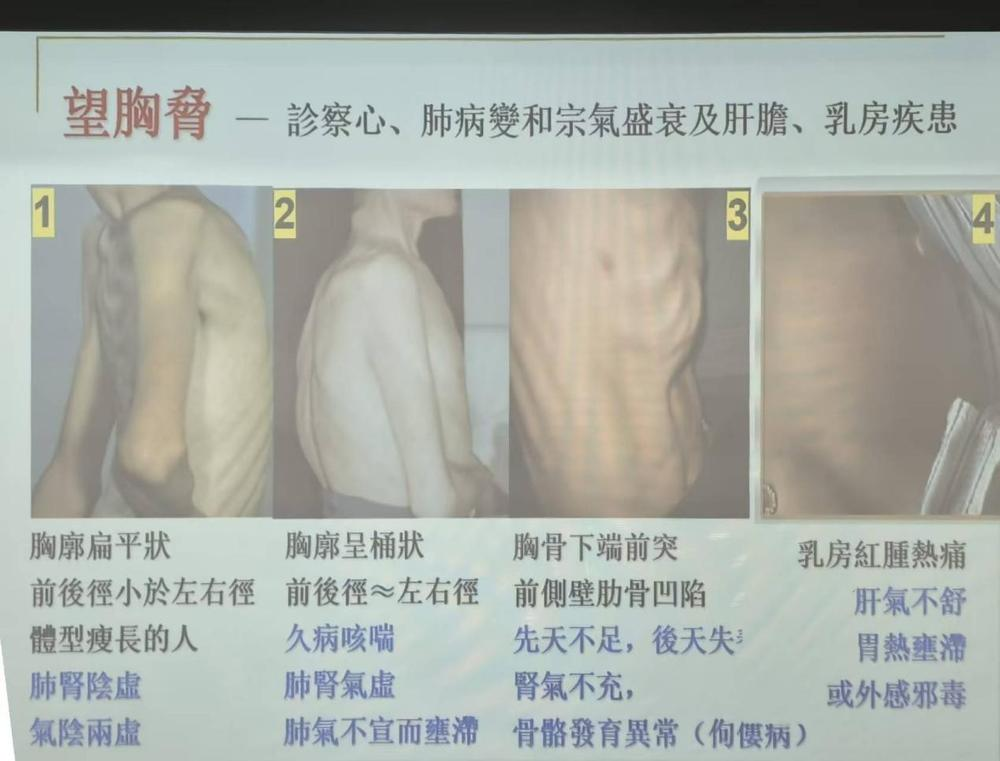 望胸脅 — 診察心、肺病變和宗氣盛衰及肝膽、乳房疾患
1
2
3
4
胸廓扁平狀
前後徑小於左右徑
體型瘦長的人
肺腎陰虛
氣陰兩虛
胸廓呈桶狀
前後徑≈左右徑
久病咳喘
肺腎氣虛
肺氣不宣而壅滯
胸骨下端前突
前側壁肋骨凹陷
先天不足，後天失
腎氣不充，
骨骼發育異常（佝僂病）
乳房紅腫熱痛
肝氣不舒
胃熱壅滯
或外感邪毒